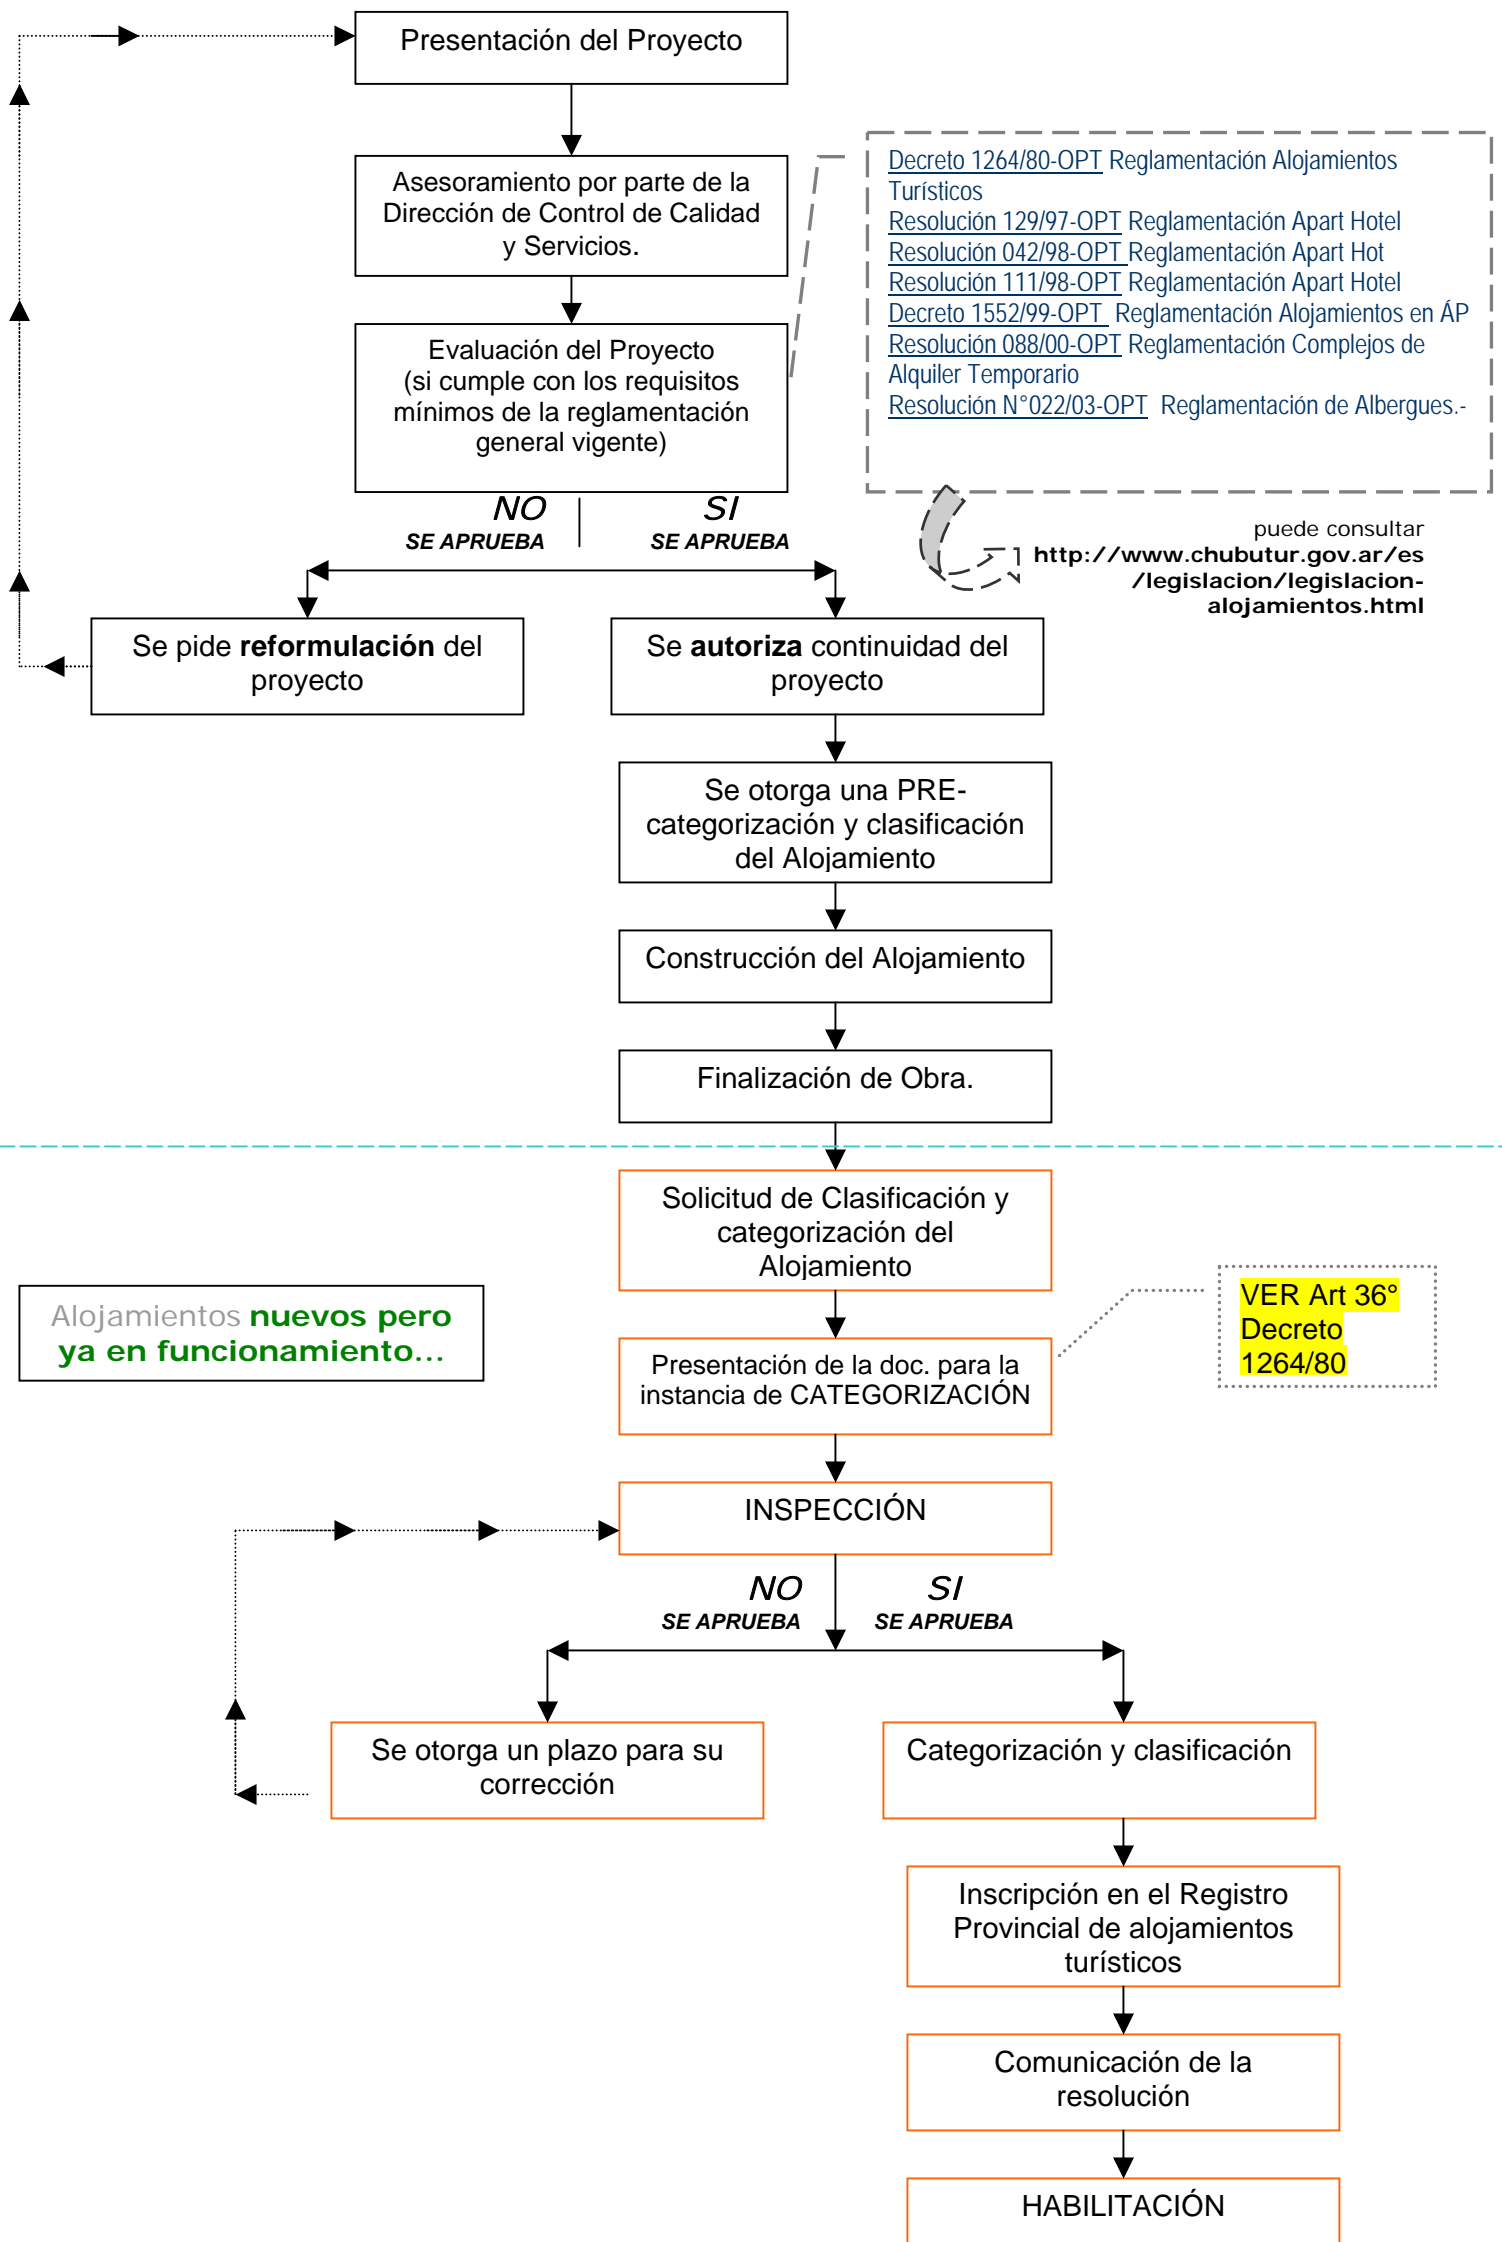 Presentación del Proyecto
Asesoramiento por parte de la
Dirección de Control de Calidad
y Servicios.
Decreto 1264/80-OPT Reglamentación Alojamientos
Turísticos
Resolución 129/97-OPT Reglamentación Apart Hotel
Resolución 042/98-OPT Reglamentación Apart Hot
Resolución 111/98-OPT Reglamentación Apart Hotel
Decreto 1552/99-OPT Reglamentación Alojamientos en ÁP
Resolución 088/00-OPT Reglamentación Complejos de
Alquiler Temporario
Resolución N°022/03-OPT Reglamentación de Albergues.-
Evaluación del Proyecto
(si cumple con los requisitos
mínimos de la reglamentación
general vigente)
NO SI
SE APRUEBA SE APRUEBA
puede consultar
http://www.chubutur.gov.ar/es
/legislacion/legislacion-
alojamientos.html
Se pide reformulación del
proyecto
Se autoriza continuidad del
proyecto
Se otorga una PRE-
categorización y clasificación
del Alojamiento
Construcción del Alojamiento
Finalización de Obra.
Solicitud de Clasificación y
categorización del
Alojamiento
Alojamientos nuevos pero
ya en funcionamiento...
VER Art 36°
Decreto
1264/80
Presentación de la doc. para la
instancia de CATEGORIZACIÓN
INSPECCIÓN
NO SI
SE APRUEBA SE APRUEBA
Se otorga un plazo para su
corrección
Categorización y clasificación
Inscripción en el Registro
Provincial de alojamientos
turísticos
Comunicación de la
resolución
HABILITACIÓN